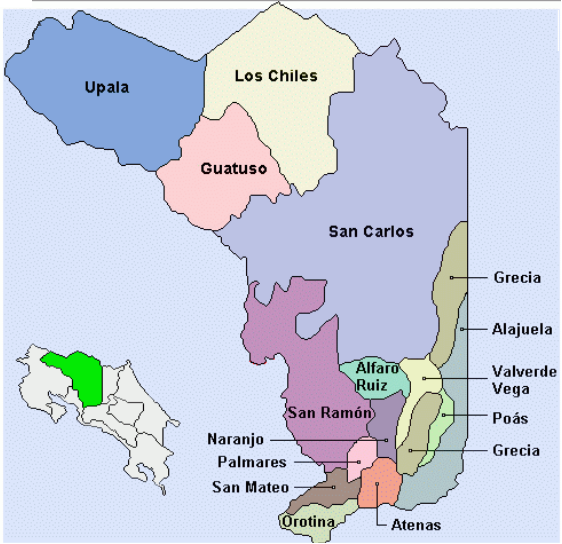 Los Chiles
Upala
Guatuso
San Carlos
Grecia
Alajuela
Alfaro
Ruiz
Valverde
Vega
San Ramón
Poás
Naranjo
Grecia
Palmares
San Mateo
Orotina
Atenas